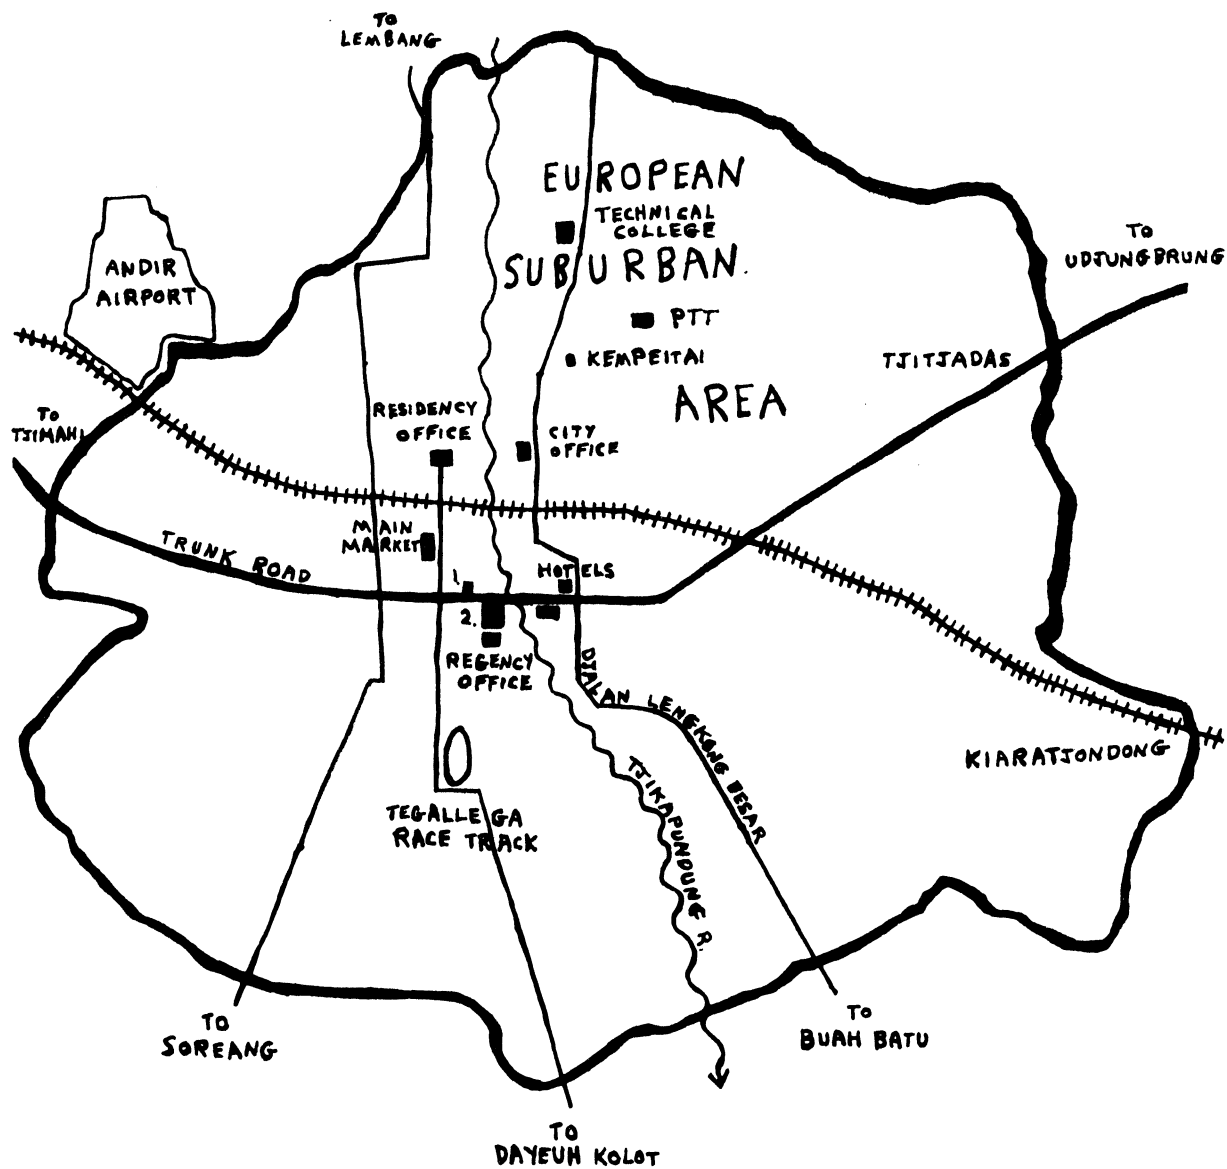 TO
LEMBANG
EUROPEAN
TECHNICAL
COLLEGE
SUBURBAN
TO
UDJUNGBRUNG
ANDIR
AIRPORT
PTT
KEMPEITAI
TJITJADAS
AREA
TO
TJIMAHI
RESIDENCY
OFFICE
CITY
OFFICE
MAIN
MARKET
TRUNK ROAD
HOTELS
1.
2.
REGENCY
OFFICE
DJALAN LENGKONG BESAR
KIARATJONDONG
TJIKAPUNDUNG R.
TEGALLEGA
RACE TRACK
TO
SOREANG
TO
BUAH BATU
TO
DAYEUH KOLOT